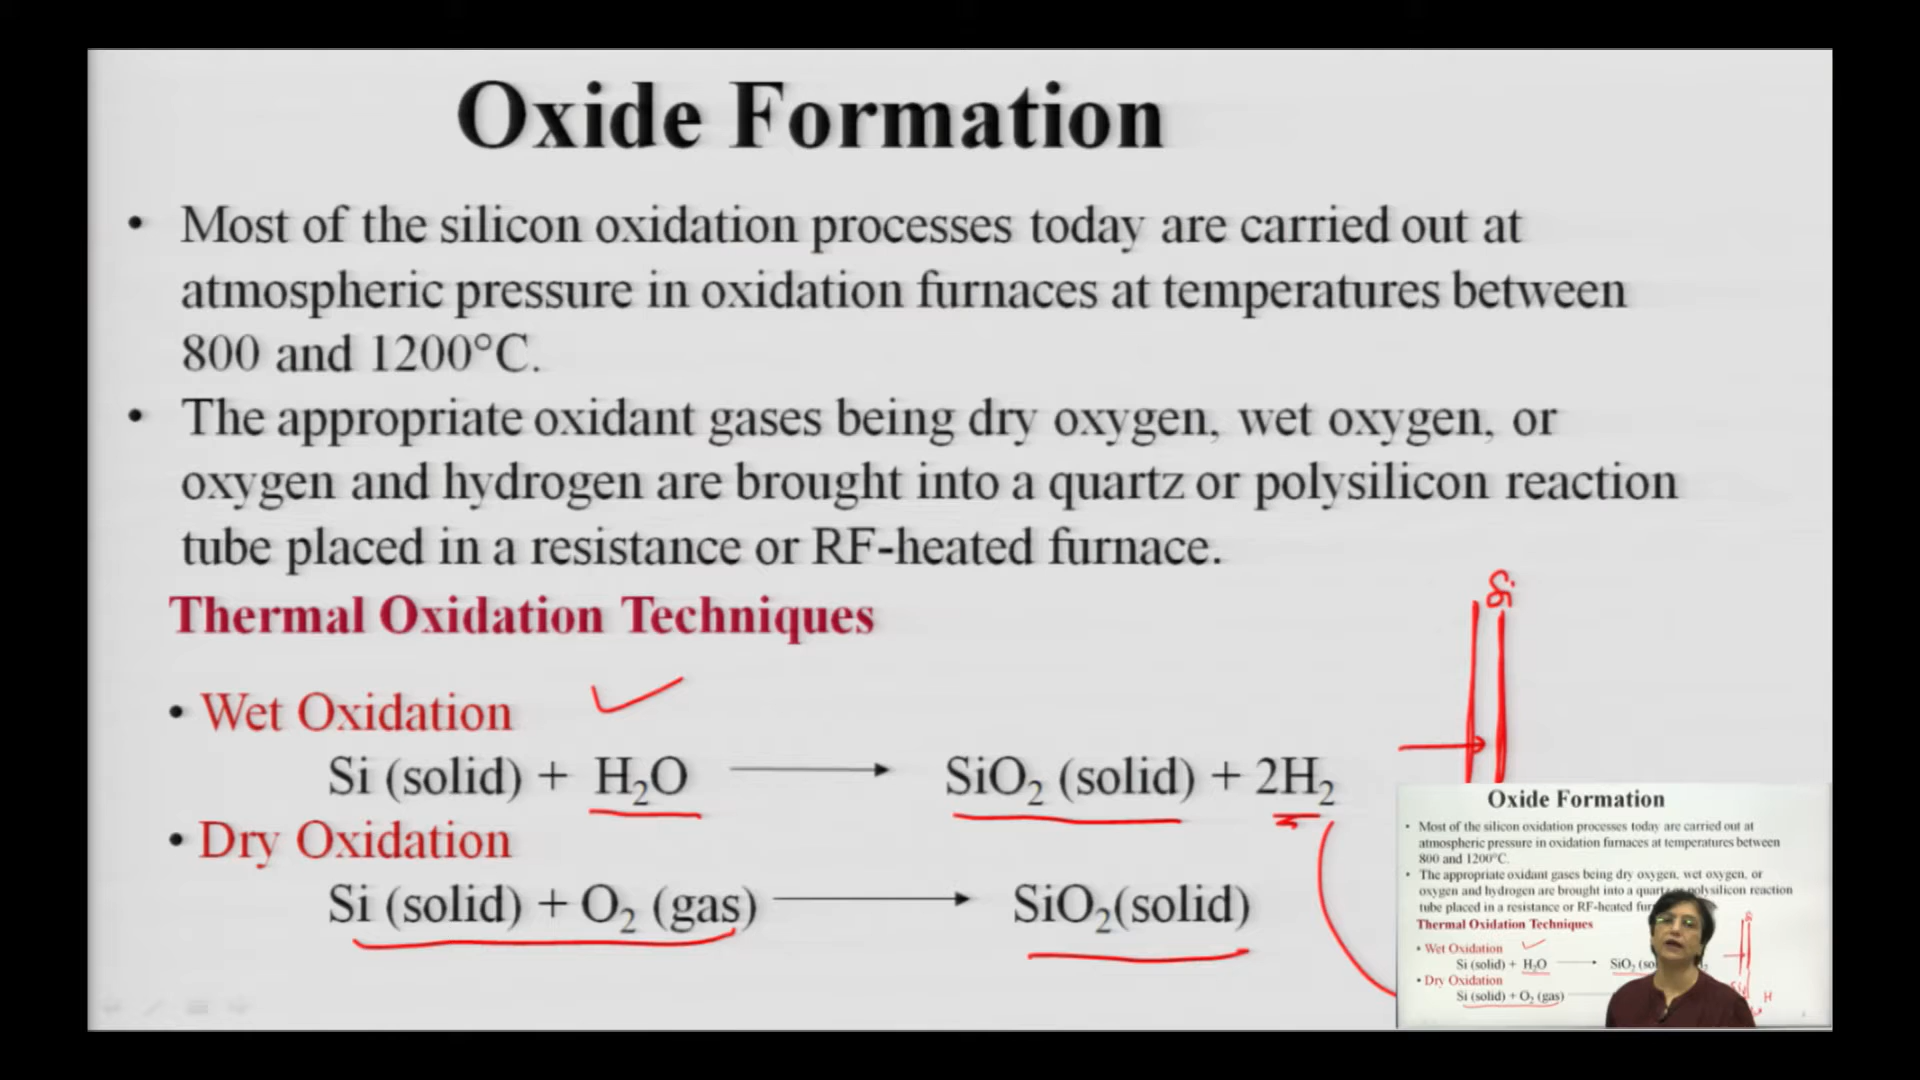 Oxide Formation
• Most of the silicon oxidation processes today are carried out at
atmospheric pressure in oxidation furnaces at temperatures between
800 and 1200°C.
• The appropriate oxidant gases being dry oxygen, wet oxygen, or
oxygen and hydrogen are brought into a quartz or polysilicon reaction
tube placed in a resistance or RF-heated furnace.
Si
Thermal Oxidation Techniques
• Wet Oxidation
Si (solid) + H₂O SiO₂ (solid) + 2H₂
• Dry Oxidation
Si (solid) + O₂ (gas) SiO₂(solid)
Oxide Formation
• Most of the silicon oxidation processes today are carried out at
atmospheric pressure in oxidation furnaces at temperatures between
800 and 1200°C.
• The appropriate oxidant gases being dry oxygen, wet oxygen, or
oxygen and hydrogen are brought into a quartz or polysilicon reaction
tube placed in a resistance or RF-heated
Thermal Oxidation Techniques
• Wet Oxidation
Si (solid) + H₂O SiO₂
• Dry Oxidation
Si (solid) + O₂ (gas)
H